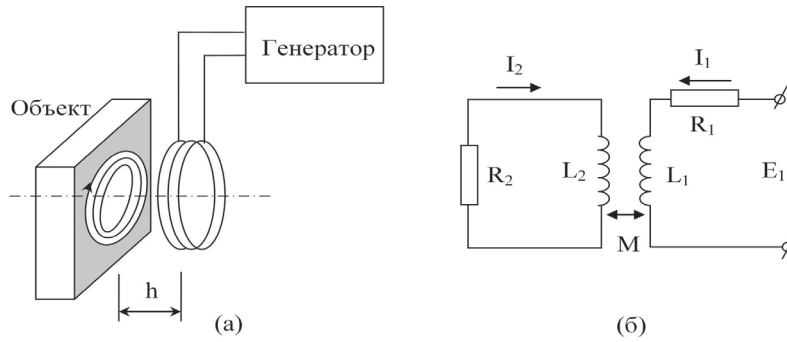 Генератор
Объект
h
(а)
I₂
I₁
R₁
R₂
L₂
L₁
E₁
M
(б)